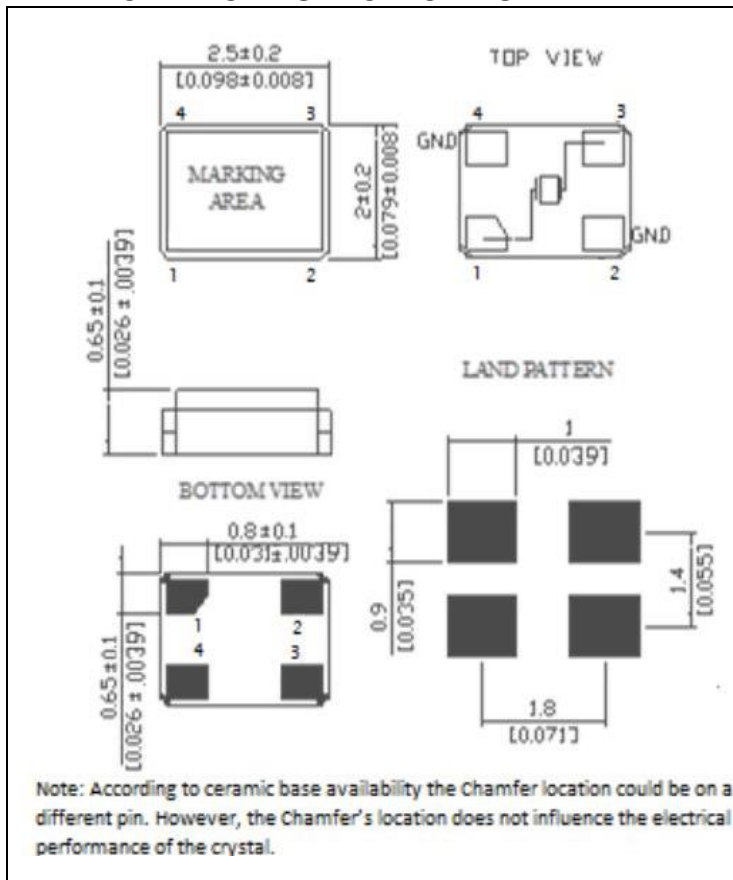 2.5±0.2
[0.098±0.008]
4 3
MARKING
AREA
1 2
2±0.2
[0.079±0.008]
TOP VIEW
4 3
GND
GND
1 2
0.65±0.1
[0.026 ±.0039]
LAND PATTERN
1
[0.039]
0.9
[0.035]
1.4
[0.055]
1.8
[0.071]
BOTTOM VIEW
0.8±0.1
[0.031±.0039]
1 2
4 3
0.65±0.1
[0.026 ±.0039]
Note: According to ceramic base availability the Chamfer location could be on a
different pin. However, the Chamfer's location does not influence the electrical
performance of the crystal.